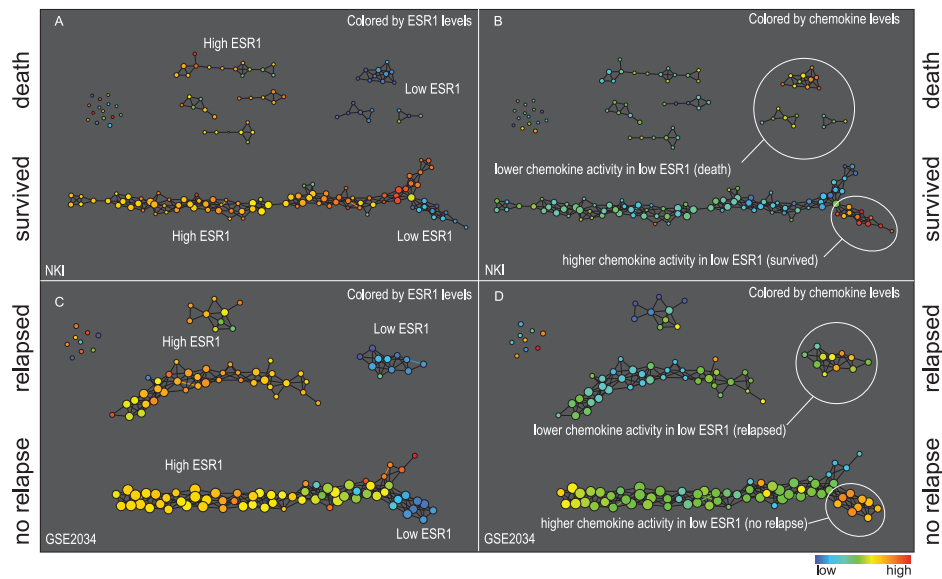 A
Colored by ESR1 levels
B
Colored by chemokine levels
death
death
High ESR1
Low ESR1
lower chemokine activity in low ESR1 (death)
survived
survived
High ESR1
Low ESR1
higher chemokine activity in low ESR1 (survived)
NKI
NKI
C
Colored by ESR1 levels
D
Colored by chemokine levels
relapsed
relapsed
High ESR1
Low ESR1
lower chemokine activity in low ESR1 (relapsed)
no relapse
no relapse
High ESR1
Low ESR1
higher chemokine activity in low ESR1 (no relapse)
GSE2034
GSE2034
low
high